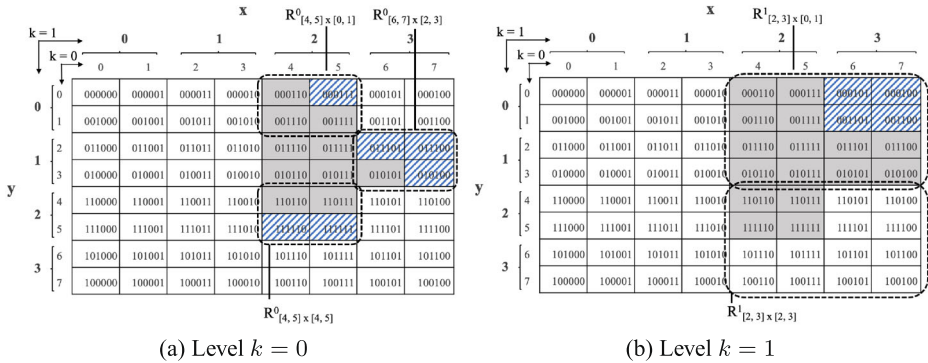 R⁰[4, 5] x [0, 1] R⁰[6, 7] x [2, 3]
x
k = 1
0 1 2 3
k = 0
0 1 2 3 4 5 6 7
y
0
0 000000 000001 000011 000010 000110 000111 000101 000100
1 001000 001001 001011 001010 001110 001111 001101 001100
1
2 011000 011001 011011 011010 011110 011111 011101 011100
3 010000 010001 010011 010010 010110 010111 010101 010100
2
4 110000 110001 110011 110010 110110 110111 110101 110100
5 111000 111001 111011 111010 111110 111111 111101 111100
3
6 101000 101001 101011 101010 101110 101111 101101 101100
7 100000 100001 100011 100010 100110 100111 100101 100100
R⁰[4, 5] x [4, 5]
(a) Level k = 0
R¹[2, 3] x [0, 1]
x
k = 1
0 1 2 3
k = 0
0 1 2 3 4 5 6 7
y
0
0 000000 000001 000011 000010 000110 000111 000101 000100
1 001000 001001 001011 001010 001110 001111 001101 001100
1
2 011000 011001 011011 011010 011110 011111 011101 011100
3 010000 010001 010011 010010 010110 010111 010101 010100
2
4 110000 110001 110011 110010 110110 110111 110101 110100
5 111000 111001 111011 111010 111110 111111 111101 111100
3
6 101000 101001 101011 101010 101110 101111 101101 101100
7 100000 100001 100011 100010 100110 100111 100101 100100
R¹[2, 3] x [2, 3]
(b) Level k = 1